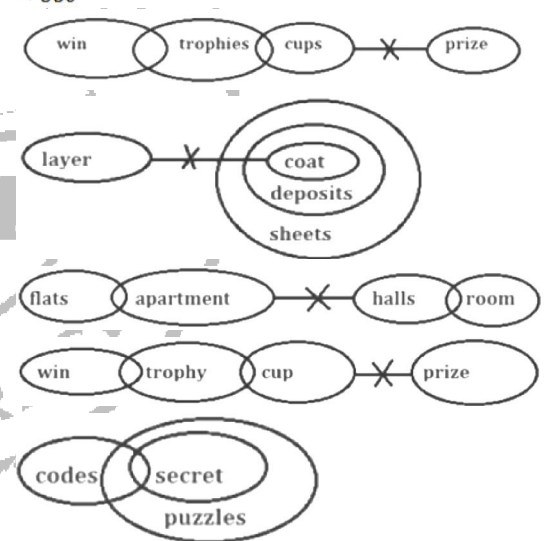 win trophies cups prize
layer coat
deposits
sheets
flats apartment halls room
win trophy cup prize
codes secret
puzzles